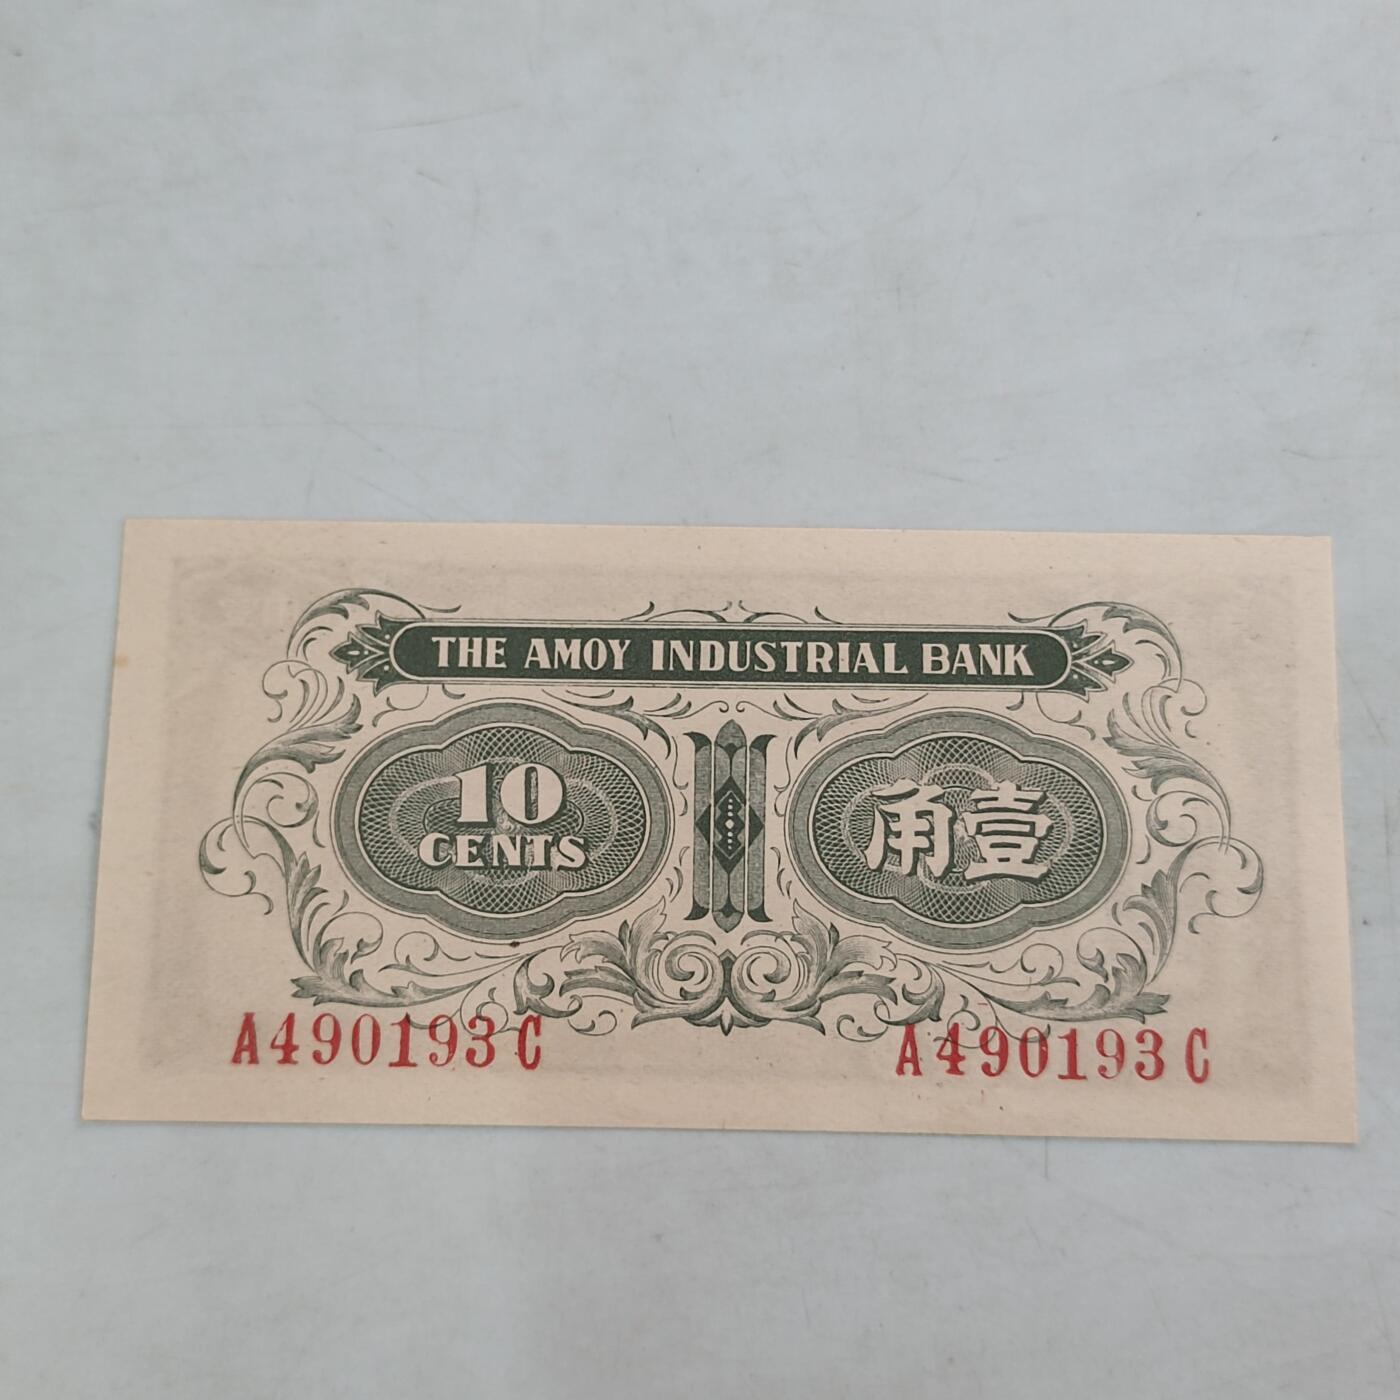 THE AMOY INDUSTRIAL BANK
10
CENTS
角壹
A490193C
A490193C